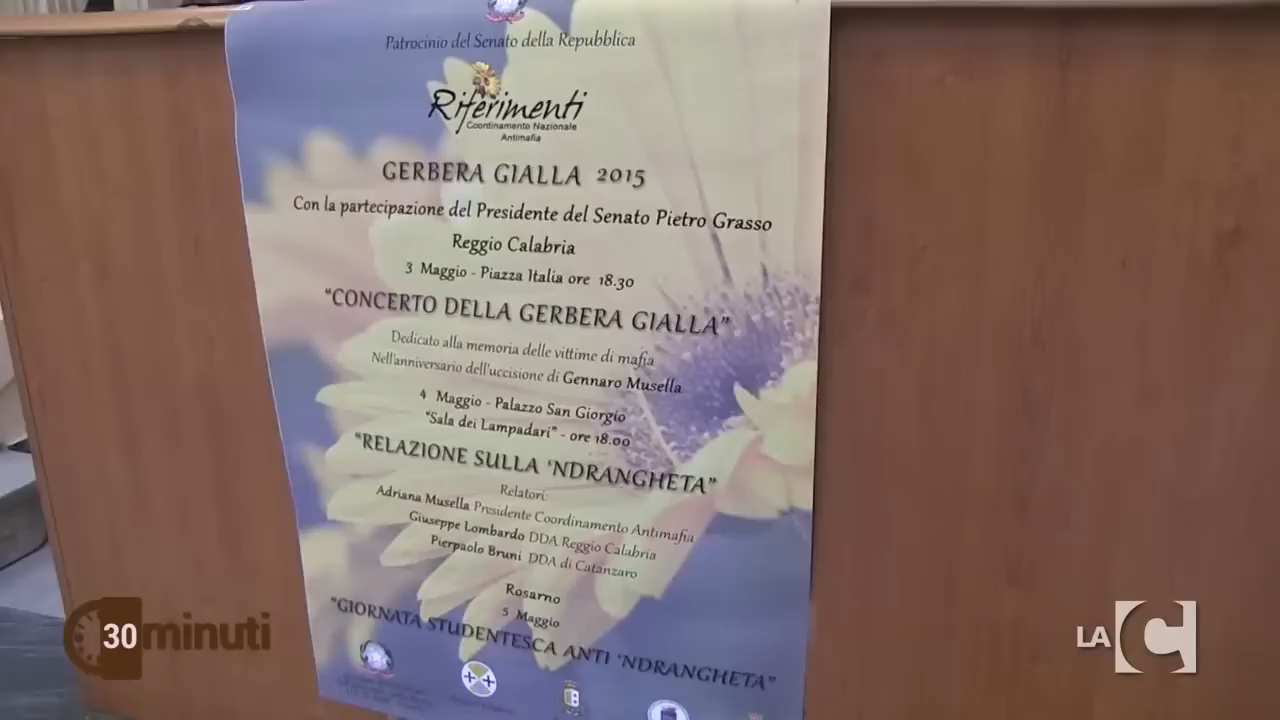 Patrocinio del Senato della Repubblica
Riferimenti
Coordinamento Nazionale
Antimafia
GERBERA GIALLA 2015
Con la partecipazione del Presidente del Senato Pietro Grasso
Reggio Calabria
3 Maggio - Piazza Italia ore 18.30
"CONCERTO DELLA GERBERA GIALLA"
Dedicato alla memoria delle vittime di mafia
Nell'anniversario dell'uccisione di Gennaro Musella
4 Maggio - Palazzo San Giorgio
"Sala dei Lampadari" - ore 18.00
"RELAZIONE SULLA 'NDRANGHETA"
Relatori:
Adriana Musella Presidente Coordinamento Antimafia
Giuseppe Lombardo DDA Reggio Calabria
Pierpaolo Bruni DDA di Catanzaro
Rosarno
5 Maggio
"GIORNATA STUDENTESCA ANTI 'NDRANGHETA"
30 minuti
LA C